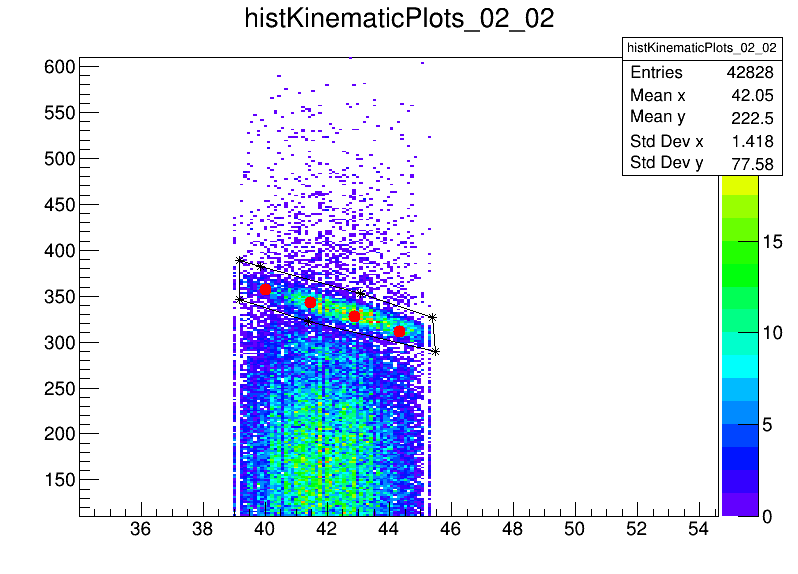 histKinematicPlots_02_02
histKinematicPlots_02_02
Entries 42828
Mean x 42.05
Mean y 222.5
Std Dev x 1.418
Std Dev y 77.58
600
550
500
450
400
350
300
250
200
150
15
10
5
0
36 38 40 42 44 46 48 50 52 54